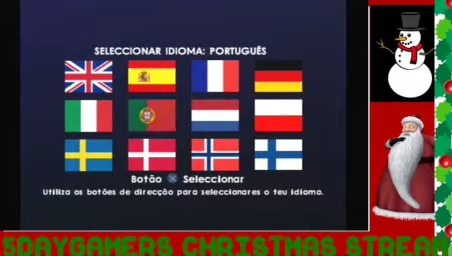 SELECCIONAR IDIOMA: PORTUGUÊS
Botão Seleccionar
Utiliza os botões de direcção para seleccionares o teu idioma.
5DAYGAMERS CHRISTMAS STREAM